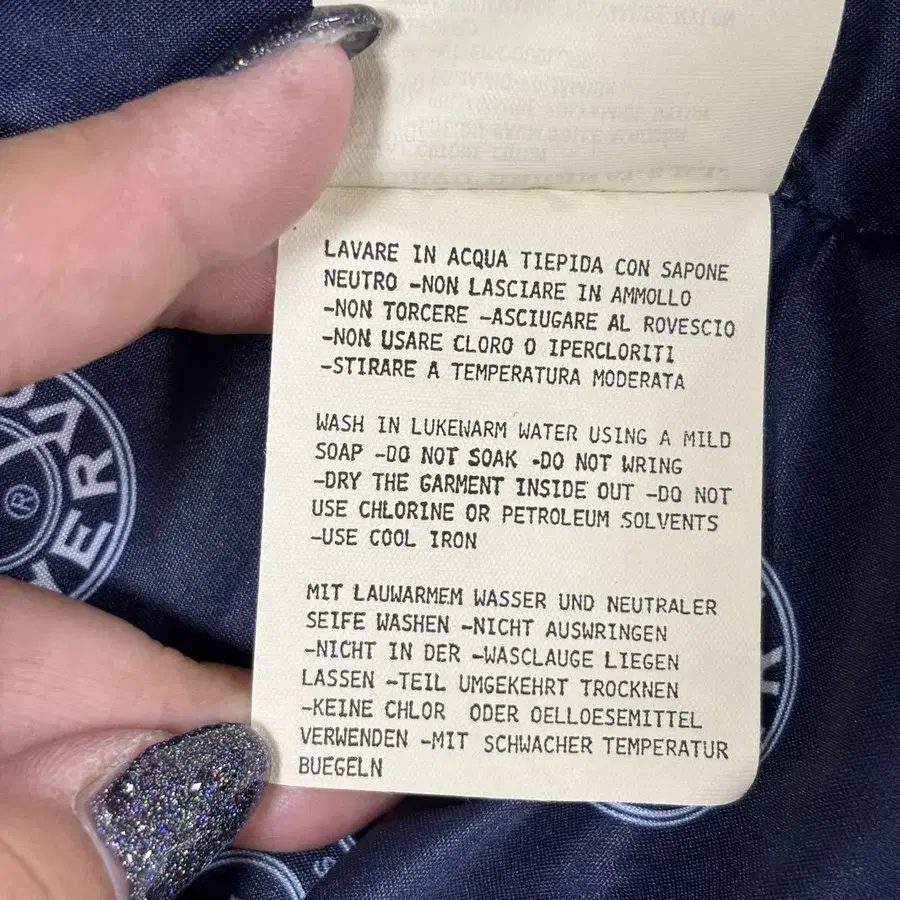 LAVARE IN ACQUA TIEPIDA CON SAPONE
NEUTRO -NON LASCIARE IN AMMOLLO
-NON TORCERE -ASCIUGARE AL ROVESCIO
-NON USARE CLORO O IPERCLORITI
-STIRARE A TEMPERATURA MODERATA
WASH IN LUKEWARM WATER USING A MILD
SOAP -DO NOT SOAK -DO NOT WRING
-DRY THE GARMENT INSIDE OUT -DO NOT
USE CHLORINE OR PETROLEUM SOLVENTS
-USE COOL IRON
MIT LAUWARMEM WASSER UND NEUTRALER
SEIFE WASHEN -NICHT AUSWRINGEN
-NICHT IN DER -WASCLAUGE LIEGEN
LASSEN -TEIL UMGEKEHRT TROCKNEN
-KEINE CHLOR ODER OELLOESEMITTEL
VERWENDEN -MIT SCHWACHER TEMPERATUR
BUEGELN
®